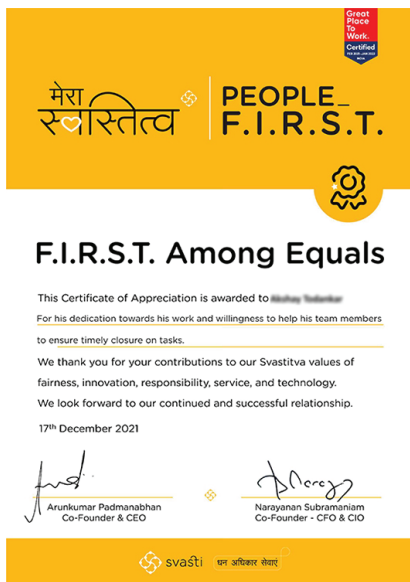 Great
Place
To
Work.
Certified
INDIA
मेरा
स्वस्तित्व
PEOPLE_
F.I.R.S.T.
F.I.R.S.T. Among Equals
This Certificate of Appreciation is awarded to
For his dedication towards his work and willingness to help his team members
to ensure timely closure on tasks.
We thank you for your contributions to our Svastitva values of
fairness, innovation, responsibility, service, and technology.
We look forward to our continued and successful relationship.
17th December 2021
Arunkumar Padmanabhan
Co-Founder & CEO
Narayanan Subramaniam
Co-Founder - CFO & CIO
svasti धन अधिकार सेवाएं